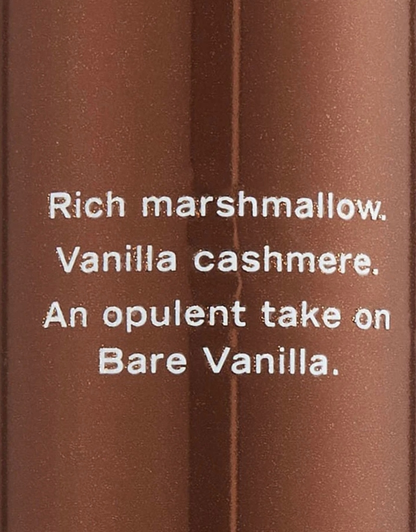 Rich marshmallow.
Vanilla cashmere.
An opulent take on
Bare Vanilla.